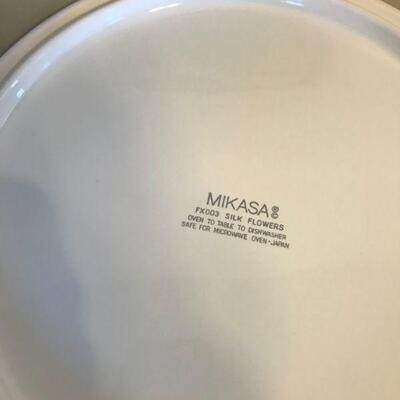 MIKASA®©
FX003 SILK FLOWERS
OVEN TO TABLE TO DISHWASHER
SAFE FOR MICROWAVE OVEN·JAPAN